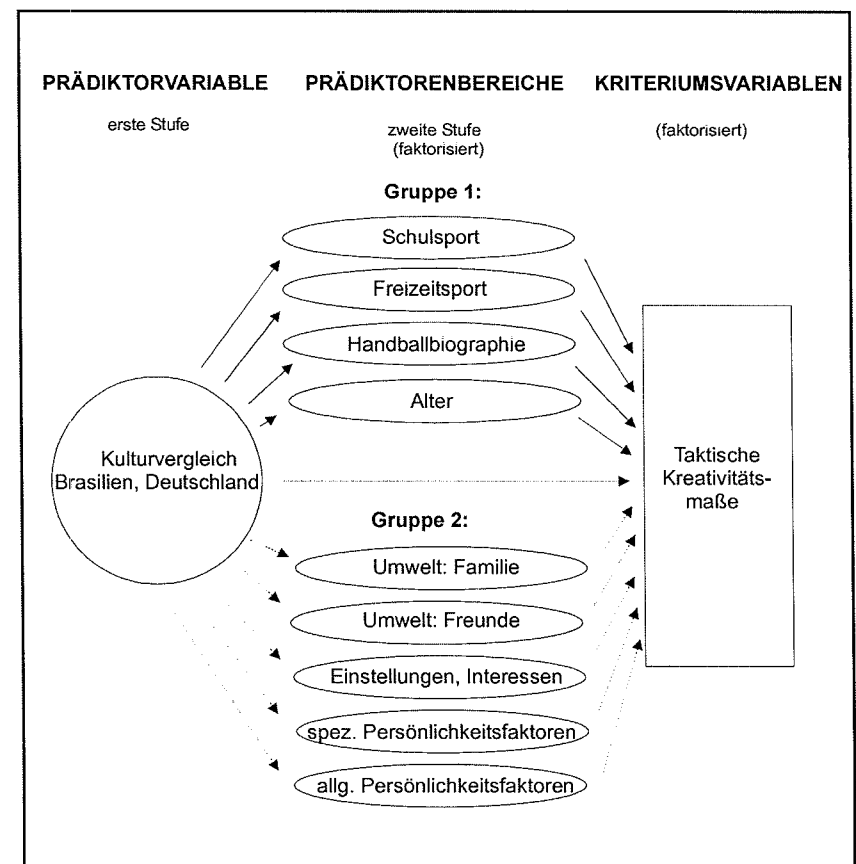 PRÄDIKTORVARIABLE PRÄDIKTORENBEREICHE KRITERIUMSVARIABLEN
erste Stufe
zweite Stufe
(faktorisiert)
(faktorisiert)
Gruppe 1:
Schulsport
Freizeitsport
Handballbiographie
Alter
Kulturvergleich
Brasilien, Deutschland
Taktische
Kreativitäts-
maße
Gruppe 2:
Umwelt: Familie
Umwelt: Freunde
Einstellungen, Interessen
spez. Persönlichkeitsfaktoren
allg. Persönlichkeitsfaktoren